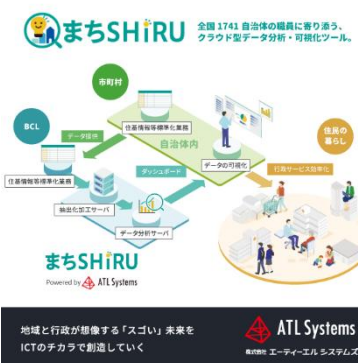 まちSHiRU
全国 1741 自治体の職員に寄り添う、
クラウド型データ分析・可視化ツール。
市町村
BCL
住民の
暮らし
データ提供
住基情報等標準化業務
自治体内
データの可視化
ダッシュボード
行政サービス効率化
住基情報等標準化業務
抽出化加工サーバ
データ分析サーバ
まちSHiRU
Powered by ATL Systems
地域と行政が想像する「スゴい」未来を
ICTのチカラで創造していく
ATL Systems
株式会社 エーティーエル システムズ